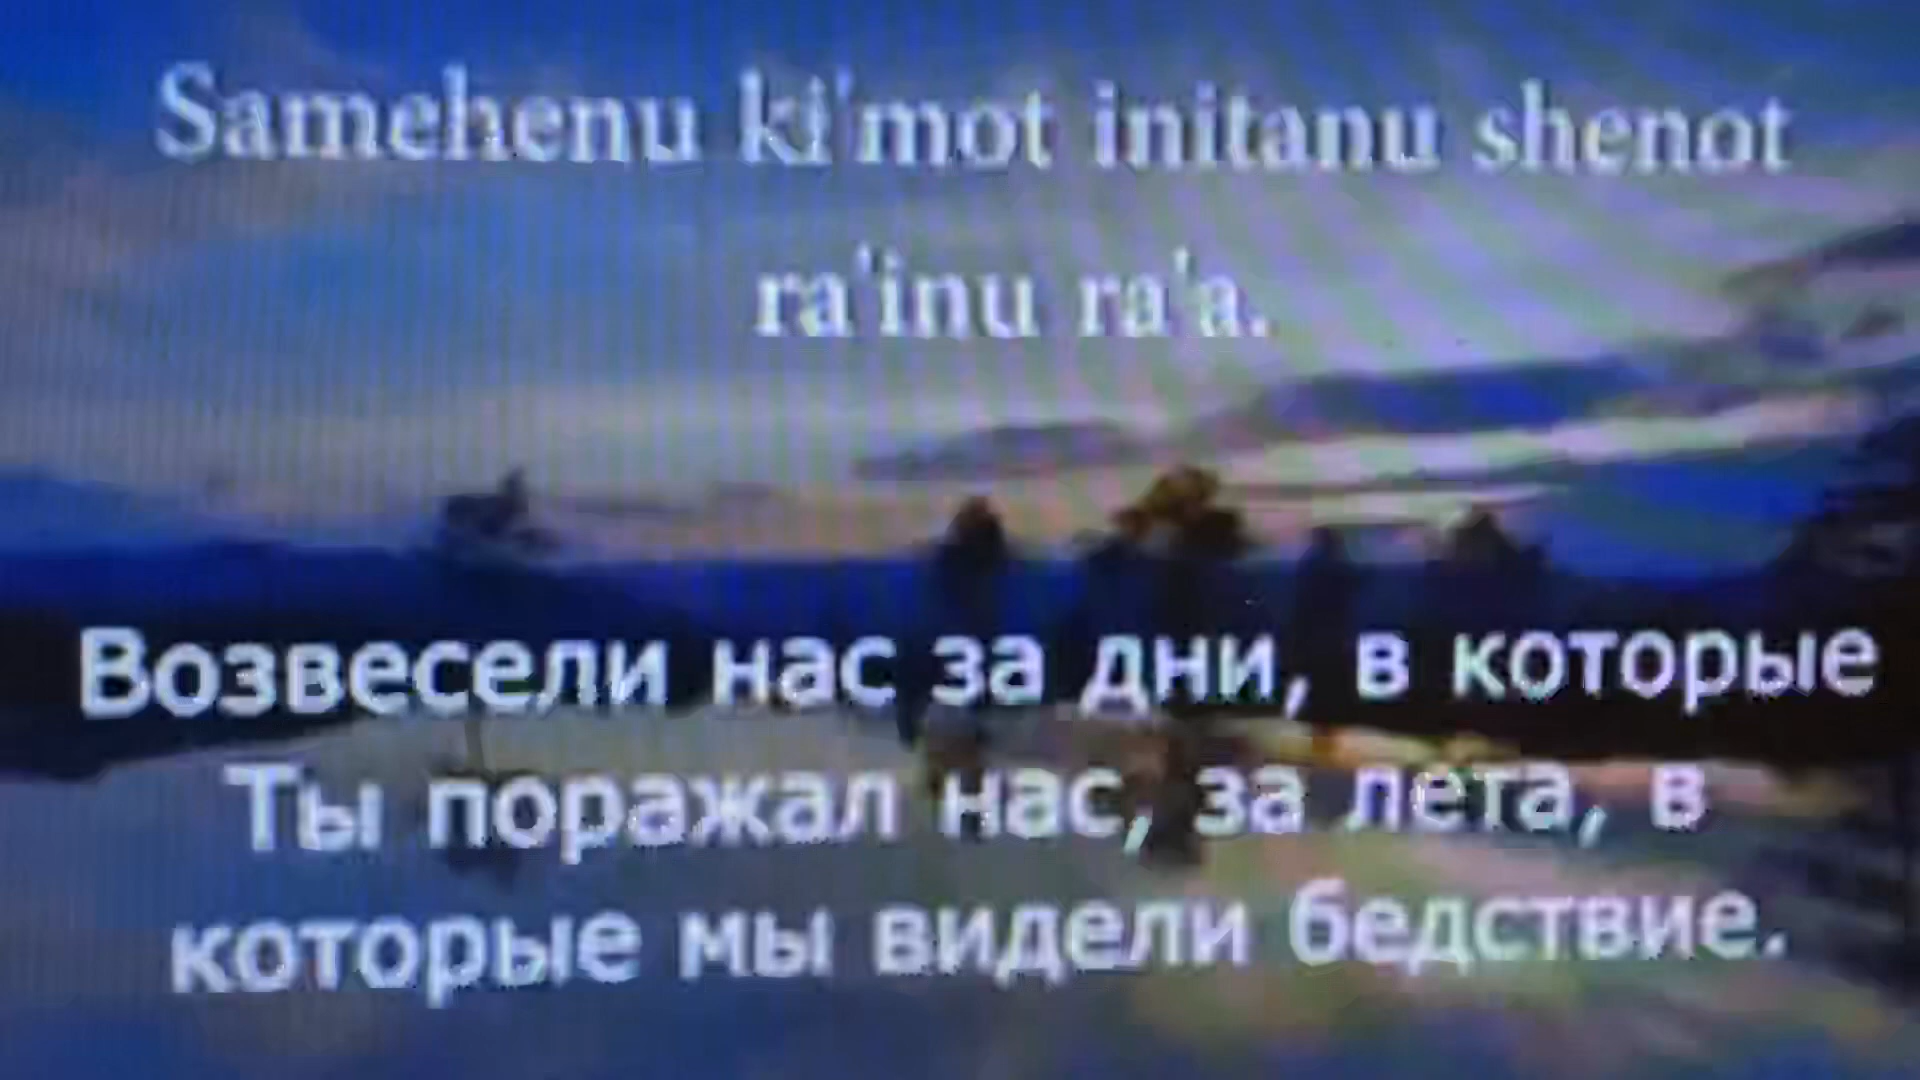 Samehenu ki'mot initanu shenot
ra'inu ra'a.
Возвесели нас за дни, в которые
Ты поражал нас, за лета, в
которые мы видели бедствие.